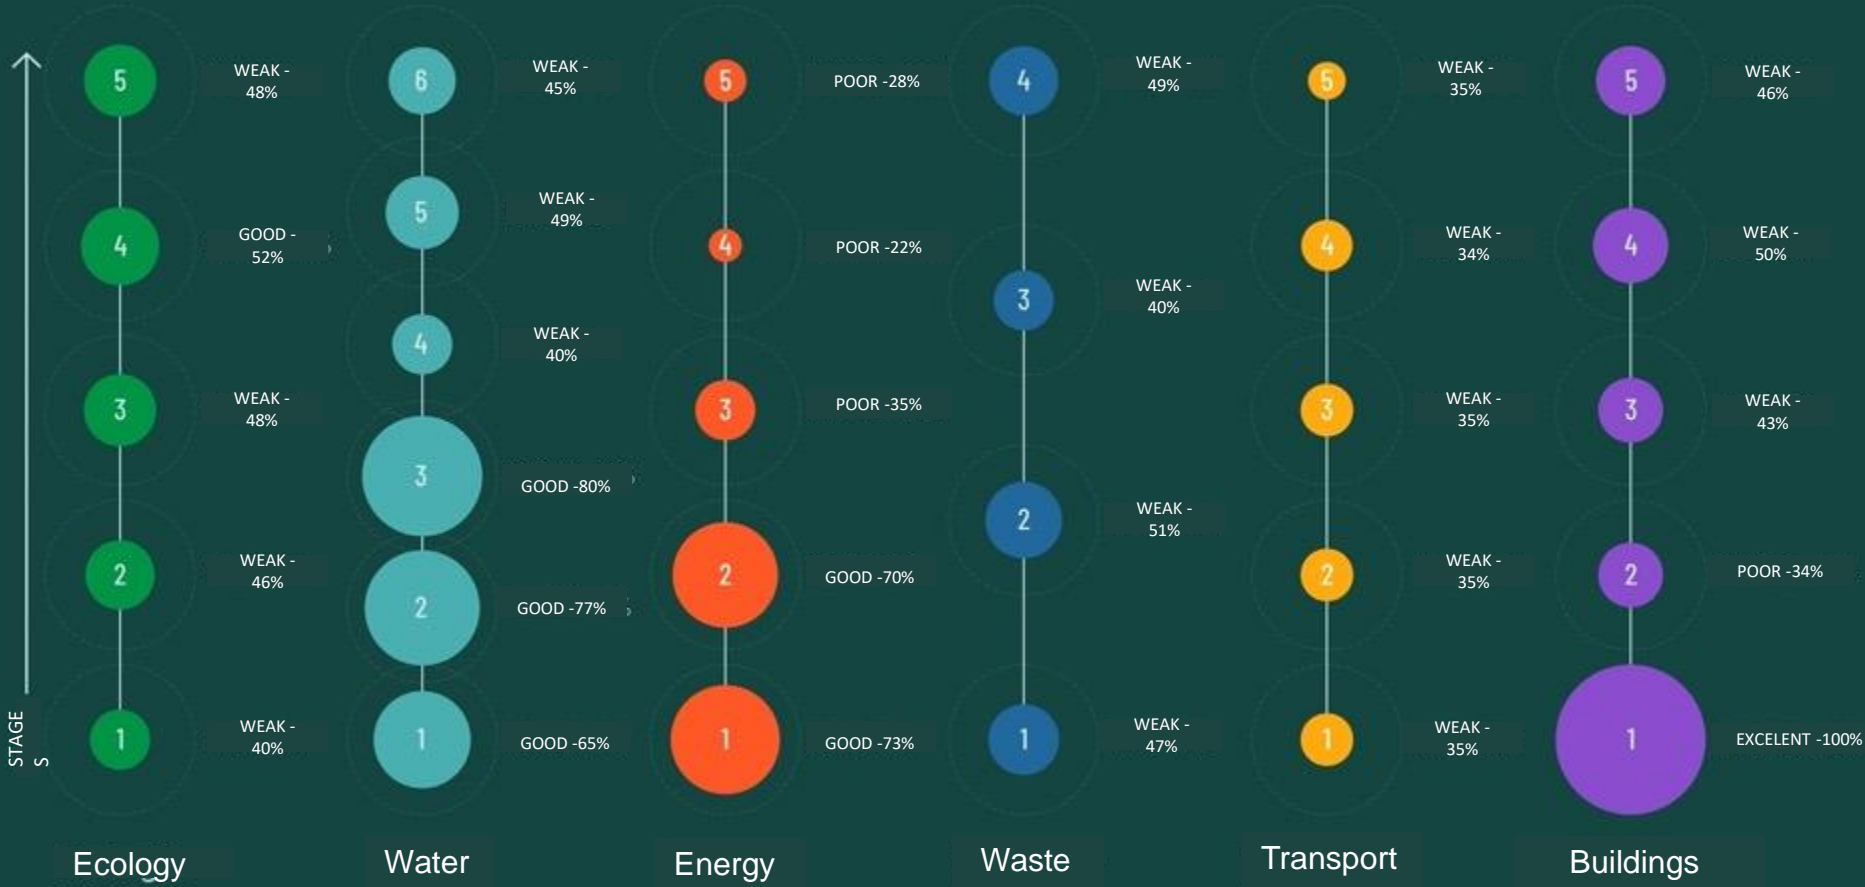 5
WEAK -
48%
4
GOOD -
52%
3
WEAK -
48%
2
WEAK -
46%
1
WEAK -
40%
Ecology
6
WEAK -
45%
5
WEAK -
49%
4
WEAK -
40%
3
GOOD -80%
2
GOOD -77%
1
GOOD -65%
Water
5
POOR -28%
4
POOR -22%
3
POOR -35%
2
GOOD -70%
1
GOOD -73%
Energy
4
WEAK -
49%
3
WEAK -
40%
2
WEAK -
51%
1
WEAK -
47%
Waste
5
WEAK -
35%
4
WEAK -
34%
3
WEAK -
35%
2
WEAK -
35%
1
WEAK -
35%
Transport
5
WEAK -
46%
4
WEAK -
50%
3
WEAK -
43%
2
POOR -34%
1
EXCELENT -100%
Buildings
STAGE
S